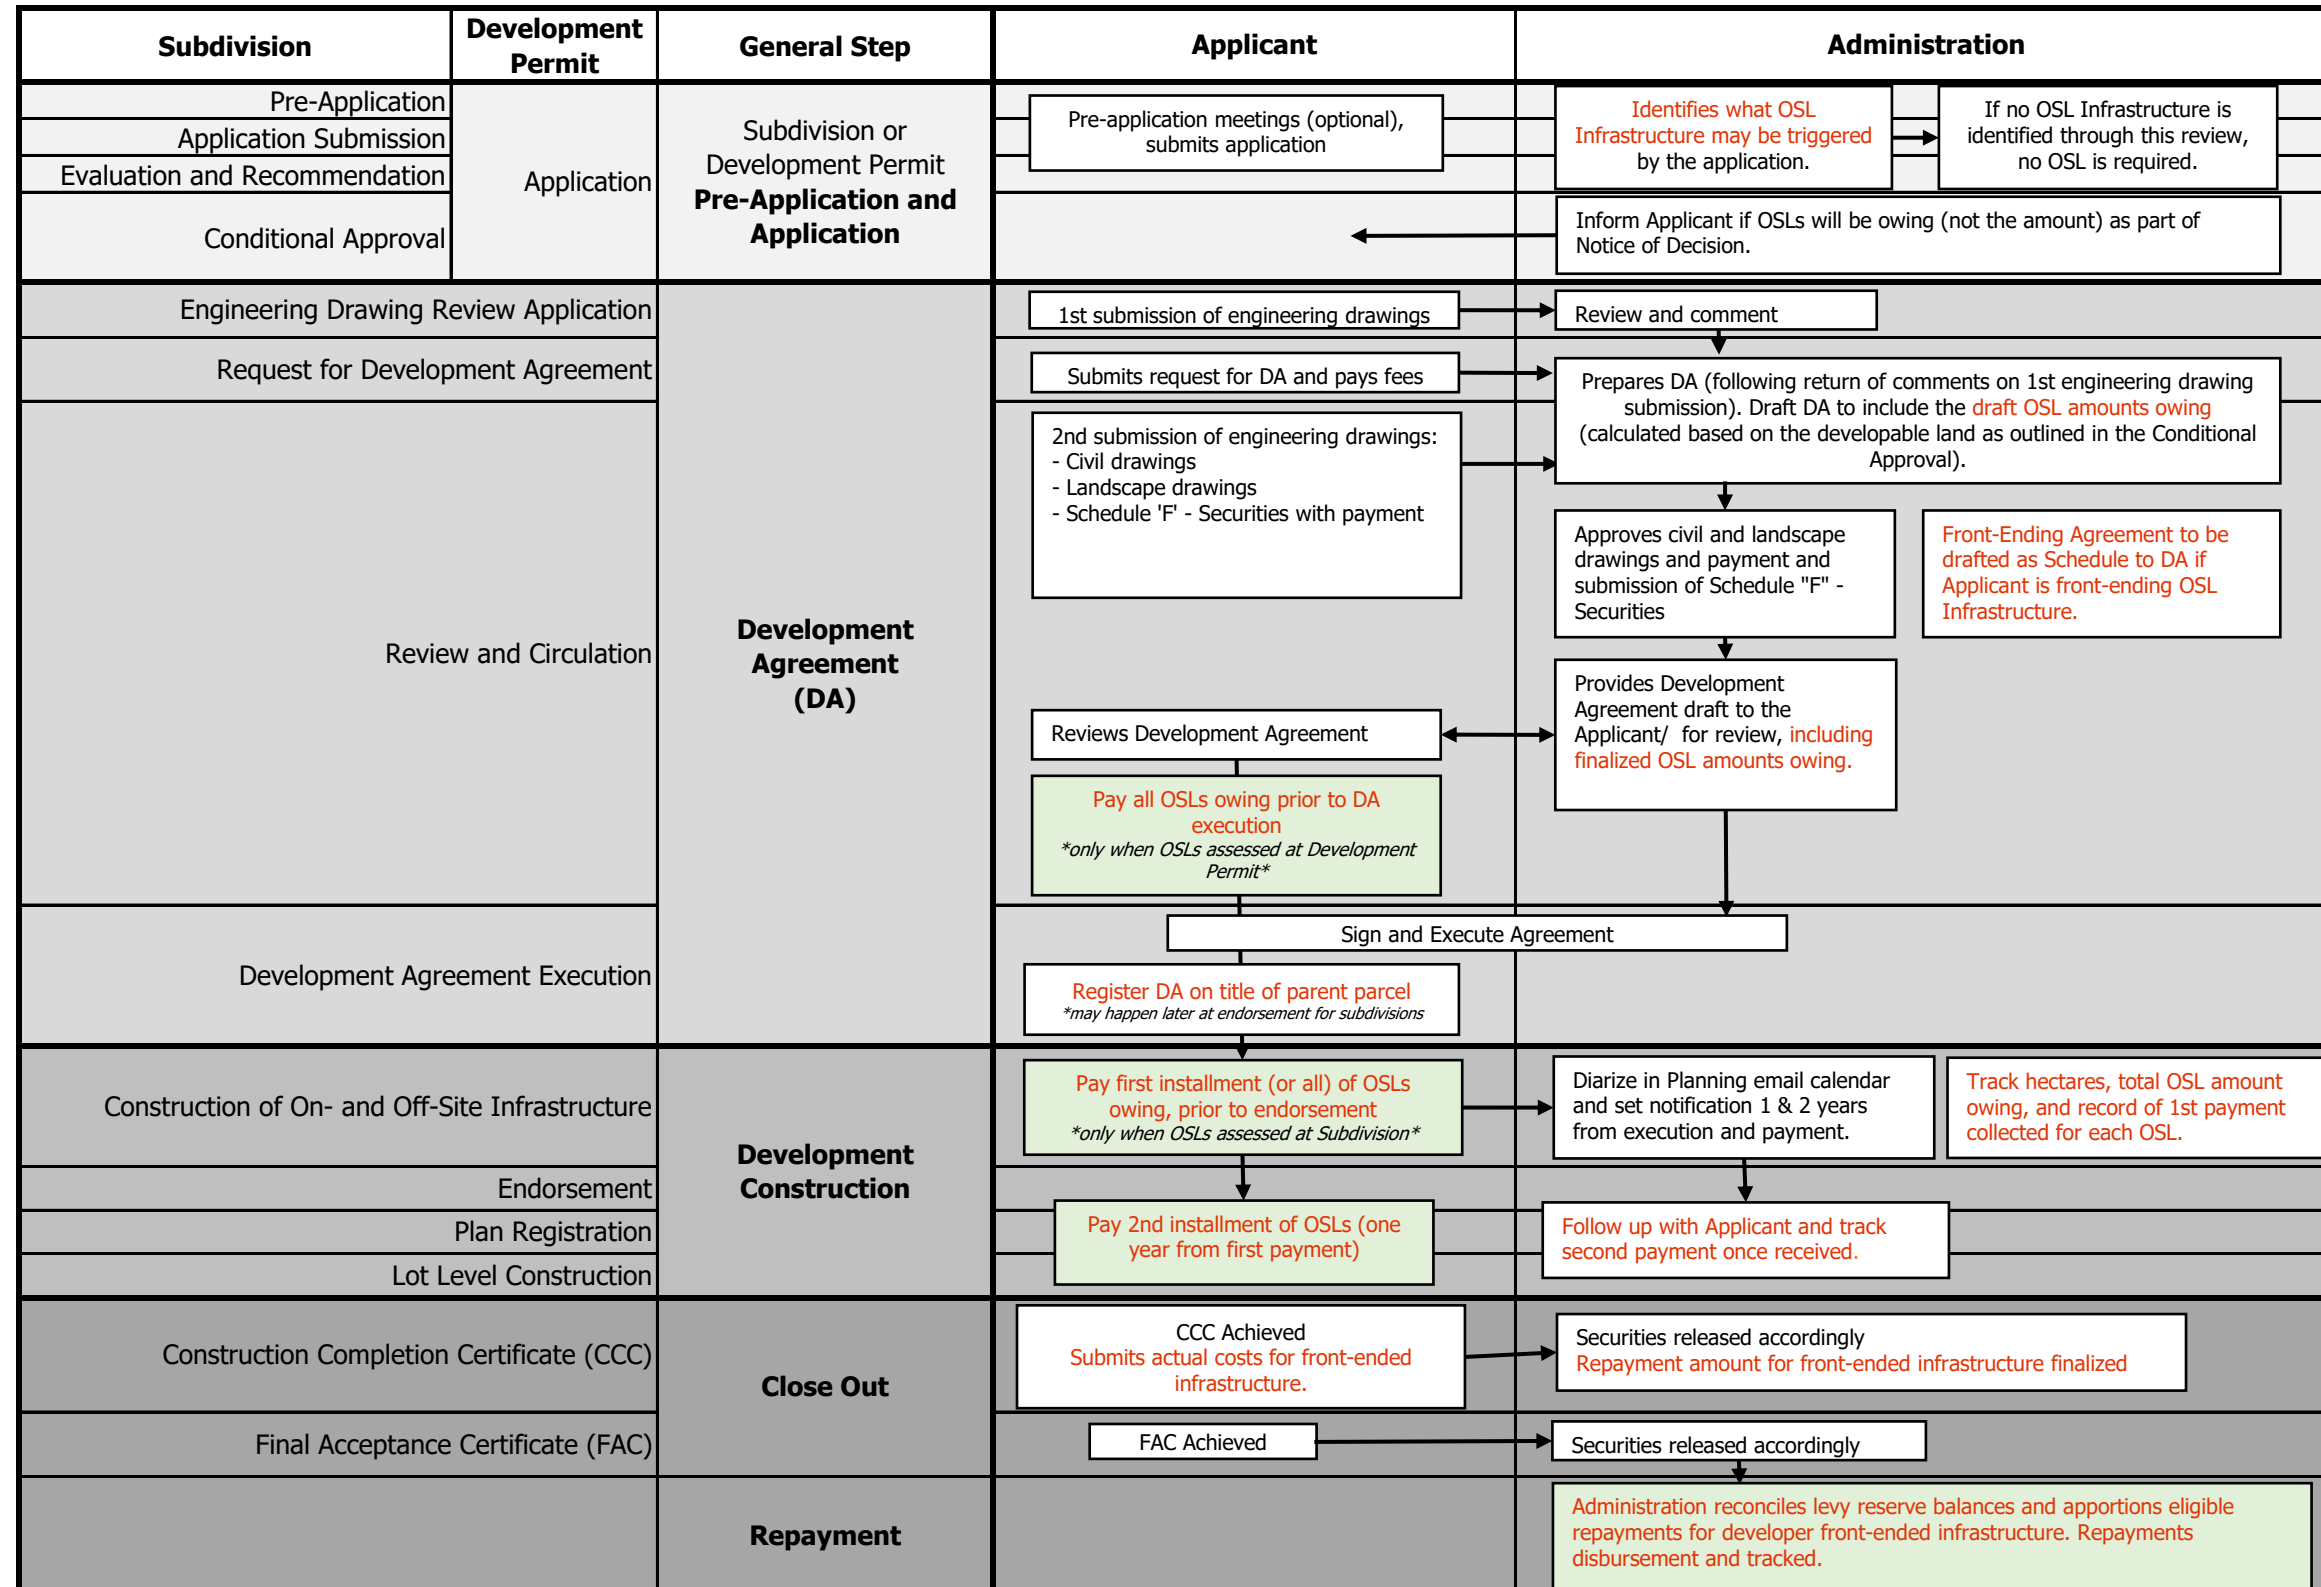 Subdivision
Development
Permit
General Step
Applicant
Administration
Pre-Application
Application Submission
Evaluation and Recommendation
Conditional Approval
Application
Subdivision or
Development Permit
Pre-Application and
Application
Pre-application meetings (optional),
submits application
Identifies what OSL
Infrastructure may be triggered
by the application.
If no OSL Infrastructure is
identified through this review,
no OSL is required.
Inform Applicant if OSLs will be owing (not the amount) as part of
Notice of Decision.
Engineering Drawing Review Application
Request for Development Agreement
Review and Circulation
Development Agreement Execution
Development
Agreement
(DA)
1st submission of engineering drawings
Review and comment
Submits request for DA and pays fees
Prepares DA (following return of comments on 1st engineering drawing
submission). Draft DA to include the draft OSL amounts owing
(calculated based on the developable land as outlined in the Conditional
Approval).
2nd submission of engineering drawings:
- Civil drawings
- Landscape drawings
- Schedule 'F' - Securities with payment
Approves civil and landscape
drawings and payment and
submission of Schedule "F" -
Securities
Front-Ending Agreement to be
drafted as Schedule to DA if
Applicant is front-ending OSL
Infrastructure.
Provides Development
Agreement draft to the
Applicant/ for review, including
finalized OSL amounts owing.
Reviews Development Agreement
Pay all OSLs owing prior to DA
execution
*only when OSLs assessed at Development
Permit*
Sign and Execute Agreement
Register DA on title of parent parcel
*may happen later at endorsement for subdivisions
Construction of On- and Off-Site Infrastructure
Endorsement
Plan Registration
Lot Level Construction
Development
Construction
Pay first installment (or all) of OSLs
owing, prior to endorsement
*only when OSLs assessed at Subdivision*
Diarize in Planning email calendar
and set notification 1 & 2 years
from execution and payment.
Track hectares, total OSL amount
owing, and record of 1st payment
collected for each OSL.
Pay 2nd installment of OSLs (one
year from first payment)
Follow up with Applicant and track
second payment once received.
Construction Completion Certificate (CCC)
Final Acceptance Certificate (FAC)
Close Out
CCC Achieved
Submits actual costs for front-ended
infrastructure.
Securities released accordingly
Repayment amount for front-ended infrastructure finalized
FAC Achieved
Securities released accordingly
Repayment
Administration reconciles levy reserve balances and apportions eligible
repayments for developer front-ended infrastructure. Repayments
disbursement and tracked.